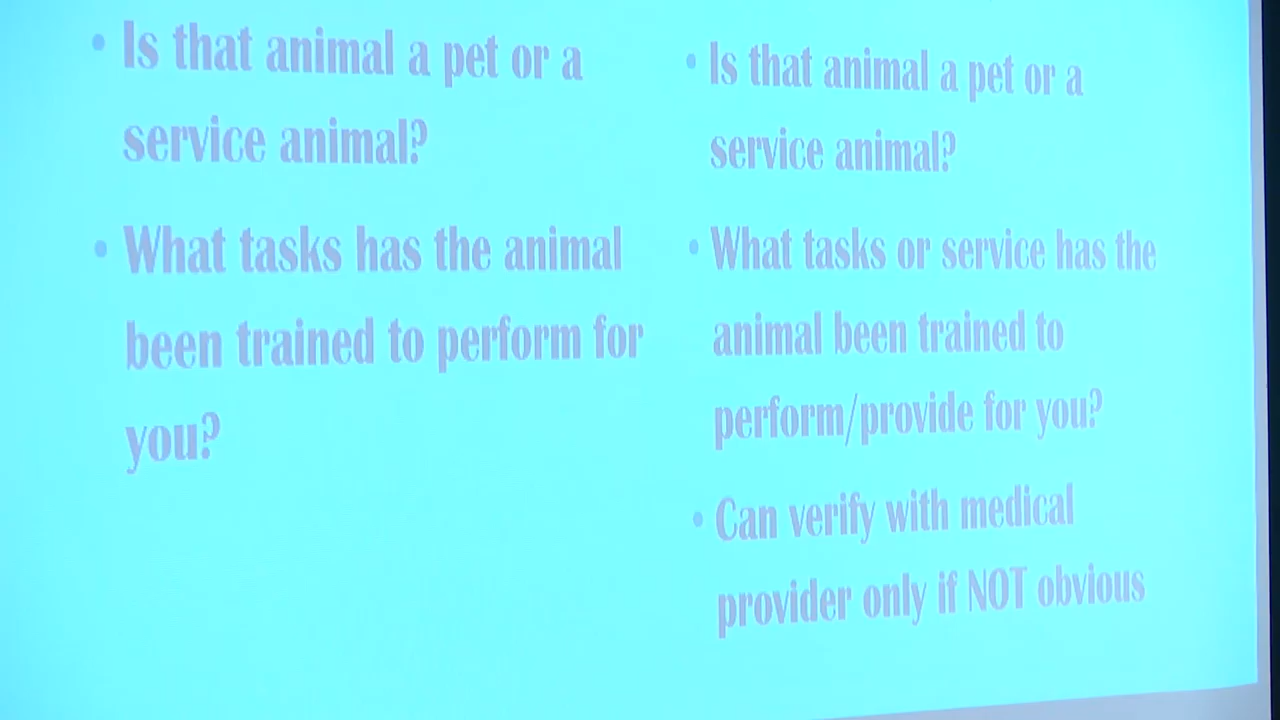 • Is that animal a pet or a
service animal?
• What tasks has the animal
been trained to perform for
you?
• Is that animal a pet or a
service animal?
• What tasks or service has the
animal been trained to
perform/provide for you?
• Can verify with medical
provider only if NOT obvious